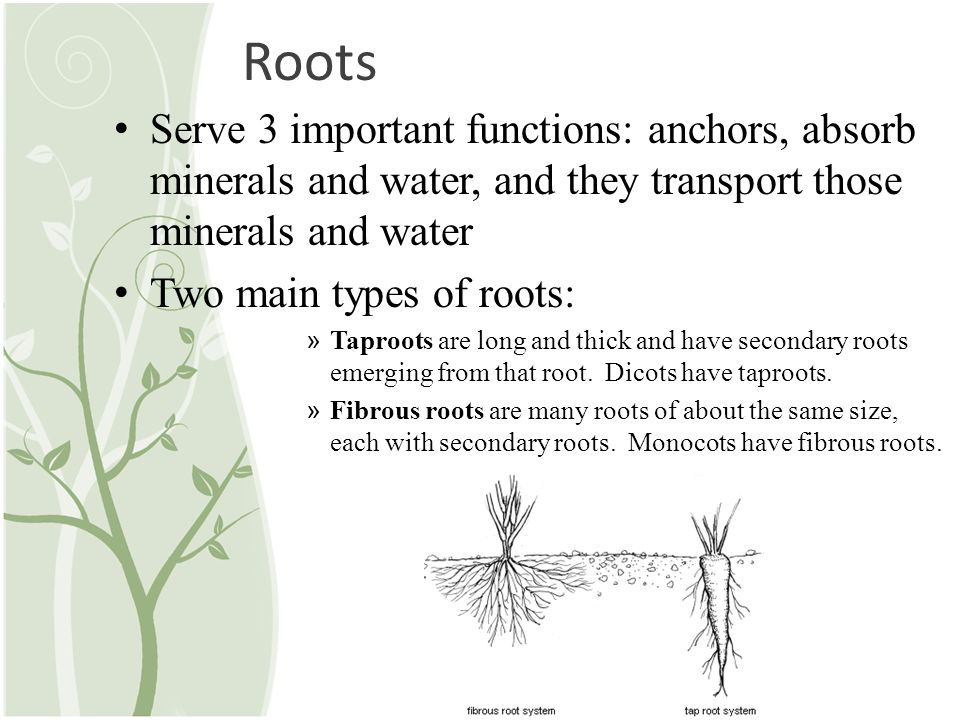 Roots
• Serve 3 important functions: anchors, absorb
minerals and water, and they transport those
minerals and water
• Two main types of roots:
» Taproots are long and thick and have secondary roots
emerging from that root. Dicots have taproots.
» Fibrous roots are many roots of about the same size,
each with secondary roots. Monocots have fibrous roots.
fibrous root system
tap root system